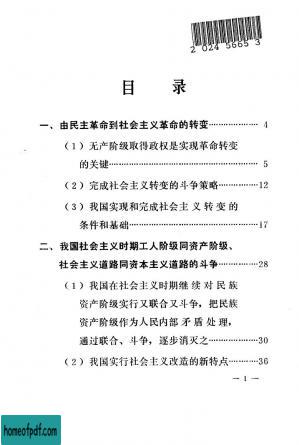 2024 5665 3
目 录
一、由民主革命到社会主义革命的转变………………4
（1）无产阶级取得政权是实现革命转变
的关键………………………………………5
（2）完成社会主义转变的斗争策略…………12
（3）我国实现和完成社会主义转变的
条件和基础…………………………………17
二、我国社会主义时期工人阶级同资产阶级、
社会主义道路同资本主义道路的斗争…………28
（1）我国在社会主义时期继续对民族
资产阶级实行又联合又斗争，把民族
资产阶级作为人民内部矛盾处理，
通过联合、斗争，逐步消灭之……………30
（2）我国实行社会主义改造的新特点…………36
— 1 —
homeofpdf.com
homeofpdf.com